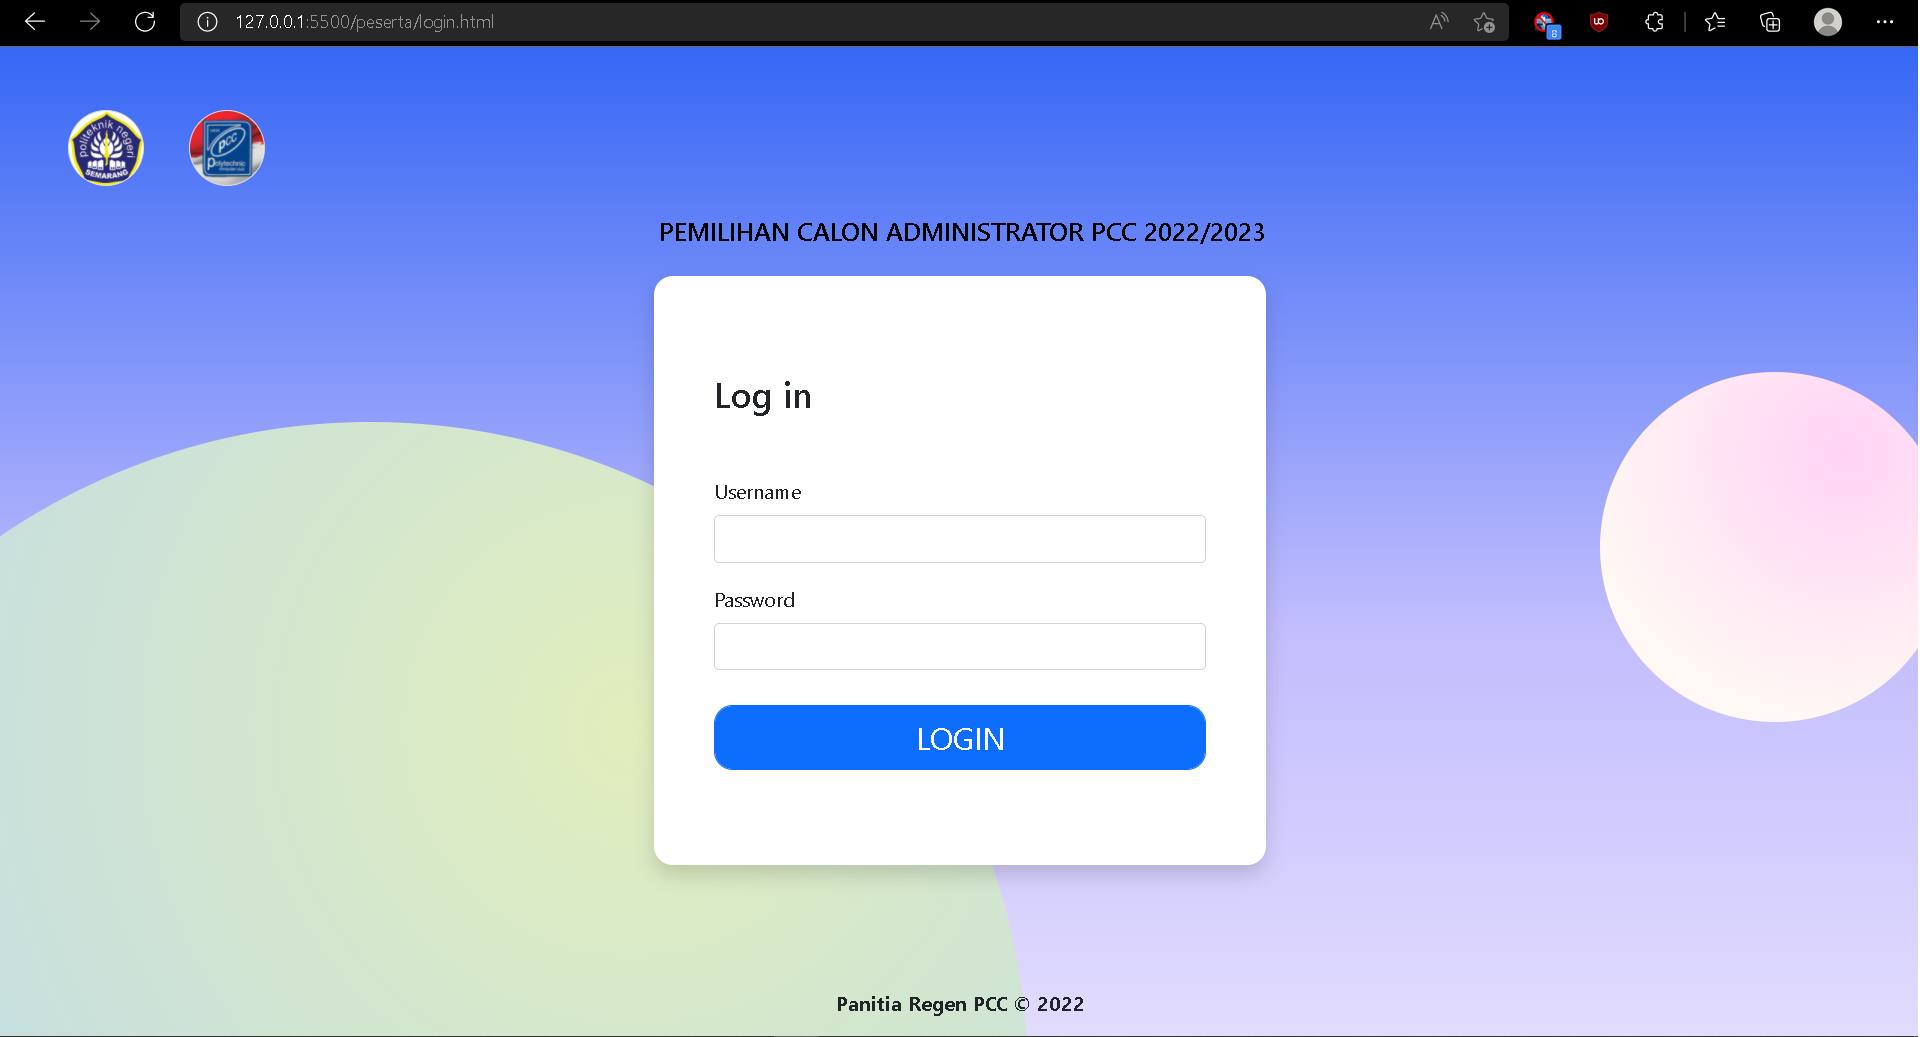 127.0.0.1:5500/peserta/login.html
8
politeknik negeri
SEMARANG
PCC
Polytechnic
PEMILIHAN CALON ADMINISTRATOR PCC 2022/2023
Log in
Username
Password
LOGIN
Panitia Regen PCC © 2022